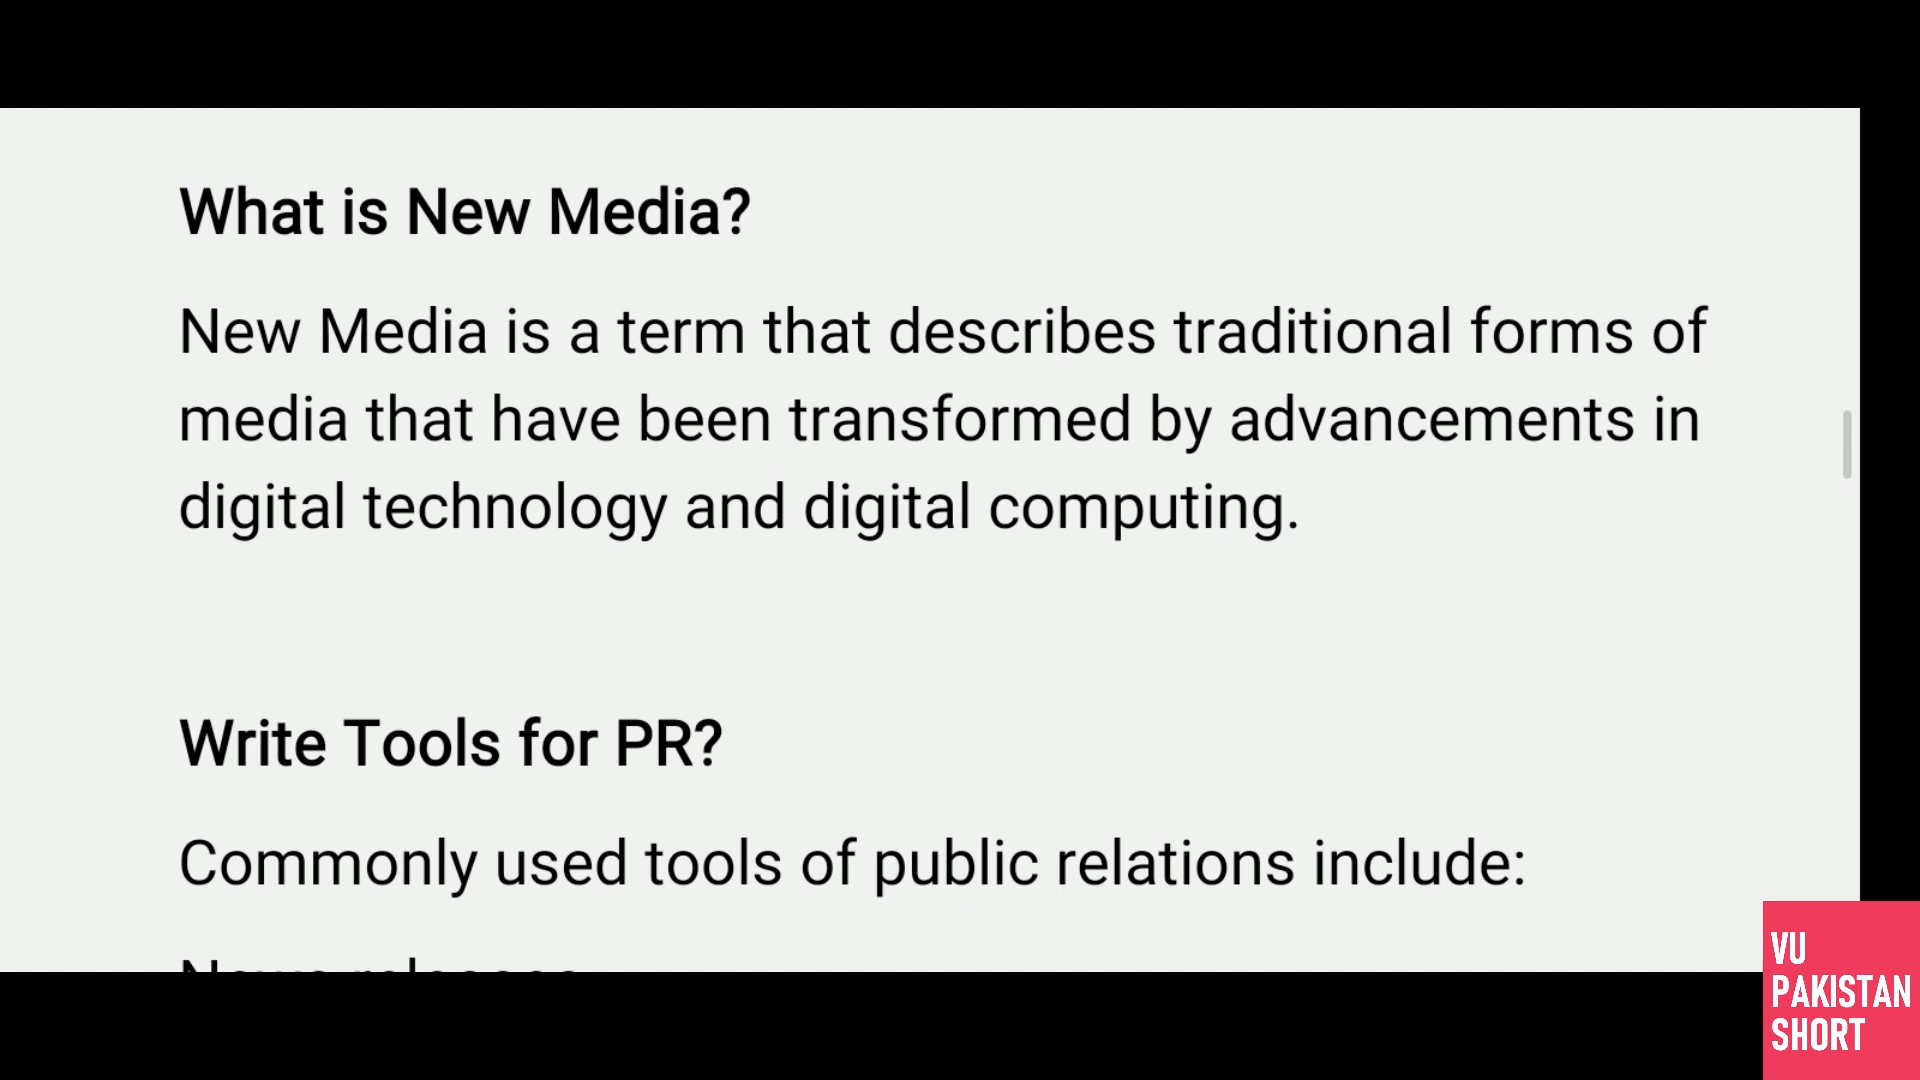 What is New Media?
New Media is a term that describes traditional forms of
media that have been transformed by advancements in
digital technology and digital computing.
Write Tools for PR?
Commonly used tools of public relations include:
News releases
VU
PAKISTAN
SHORT